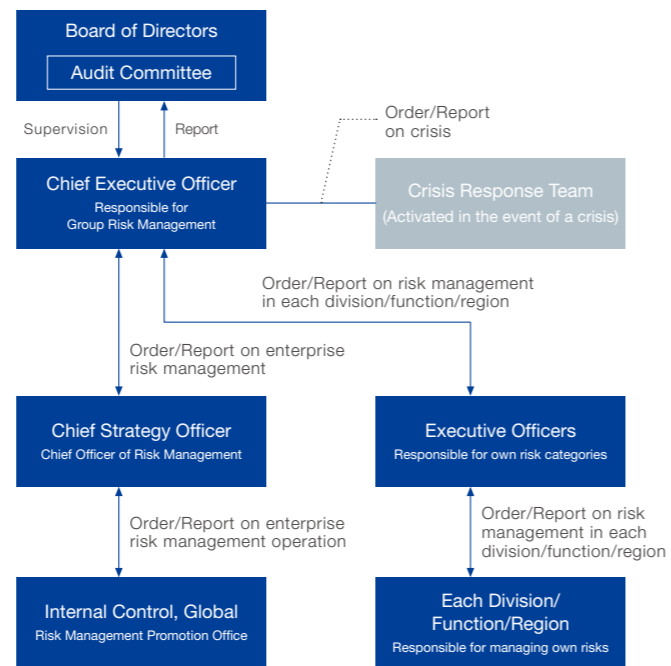 Board of Directors
Audit Committee
Supervision
Report
Order/Report
on crisis
Chief Executive Officer
Responsible for
Group Risk Management
Crisis Response Team
(Activated in the event of a crisis)
Order/Report on risk management
in each division/function/region
Order/Report on enterprise
risk management
Chief Strategy Officer
Chief Officer of Risk Management
Executive Officers
Responsible for own risk categories
Order/Report on enterprise
risk management operation
Order/Report on risk
management in each
division/function/region
Internal Control, Global
Risk Management Promotion Office
Each Division/
Function/Region
Responsible for managing own risks